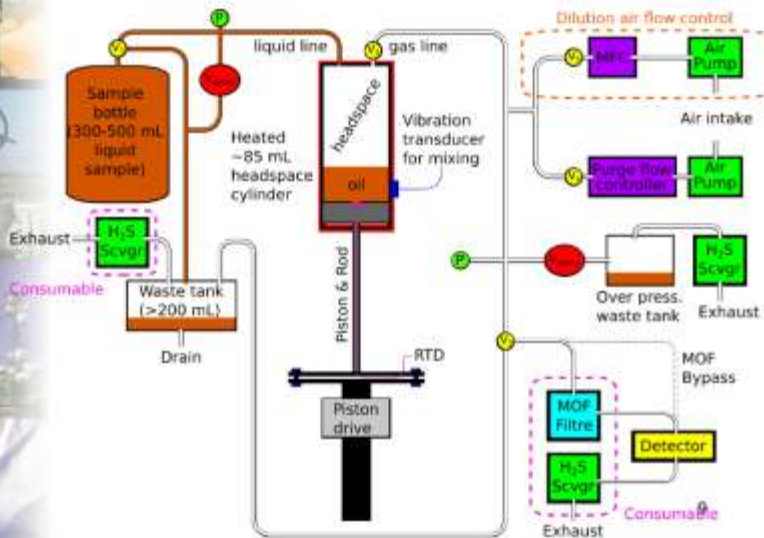 Dilution air flow control
P
V
liquid line
gas line
V
V
MFC
Air
Pump
Sample
bottle
(300-500 mL
liquid
sample)
headspace
Vibration
transducer
for mixing
Air intake
Heated
~85 mL
headspace
cylinder
oil
V
Purge flow
controller
Air
Pump
Exhaust
H₂S
Scvgr
Consumable
Piston & Rod
P
H₂S
Scvgr
Over press.
waste tank
Exhaust
Waste tank
(>200 mL)
Drain
RTD
V
MOF
Bypass
Piston
drive
MOF
Filtre
Detector
H₂S
Scvgr
Consumable
9
Exhaust